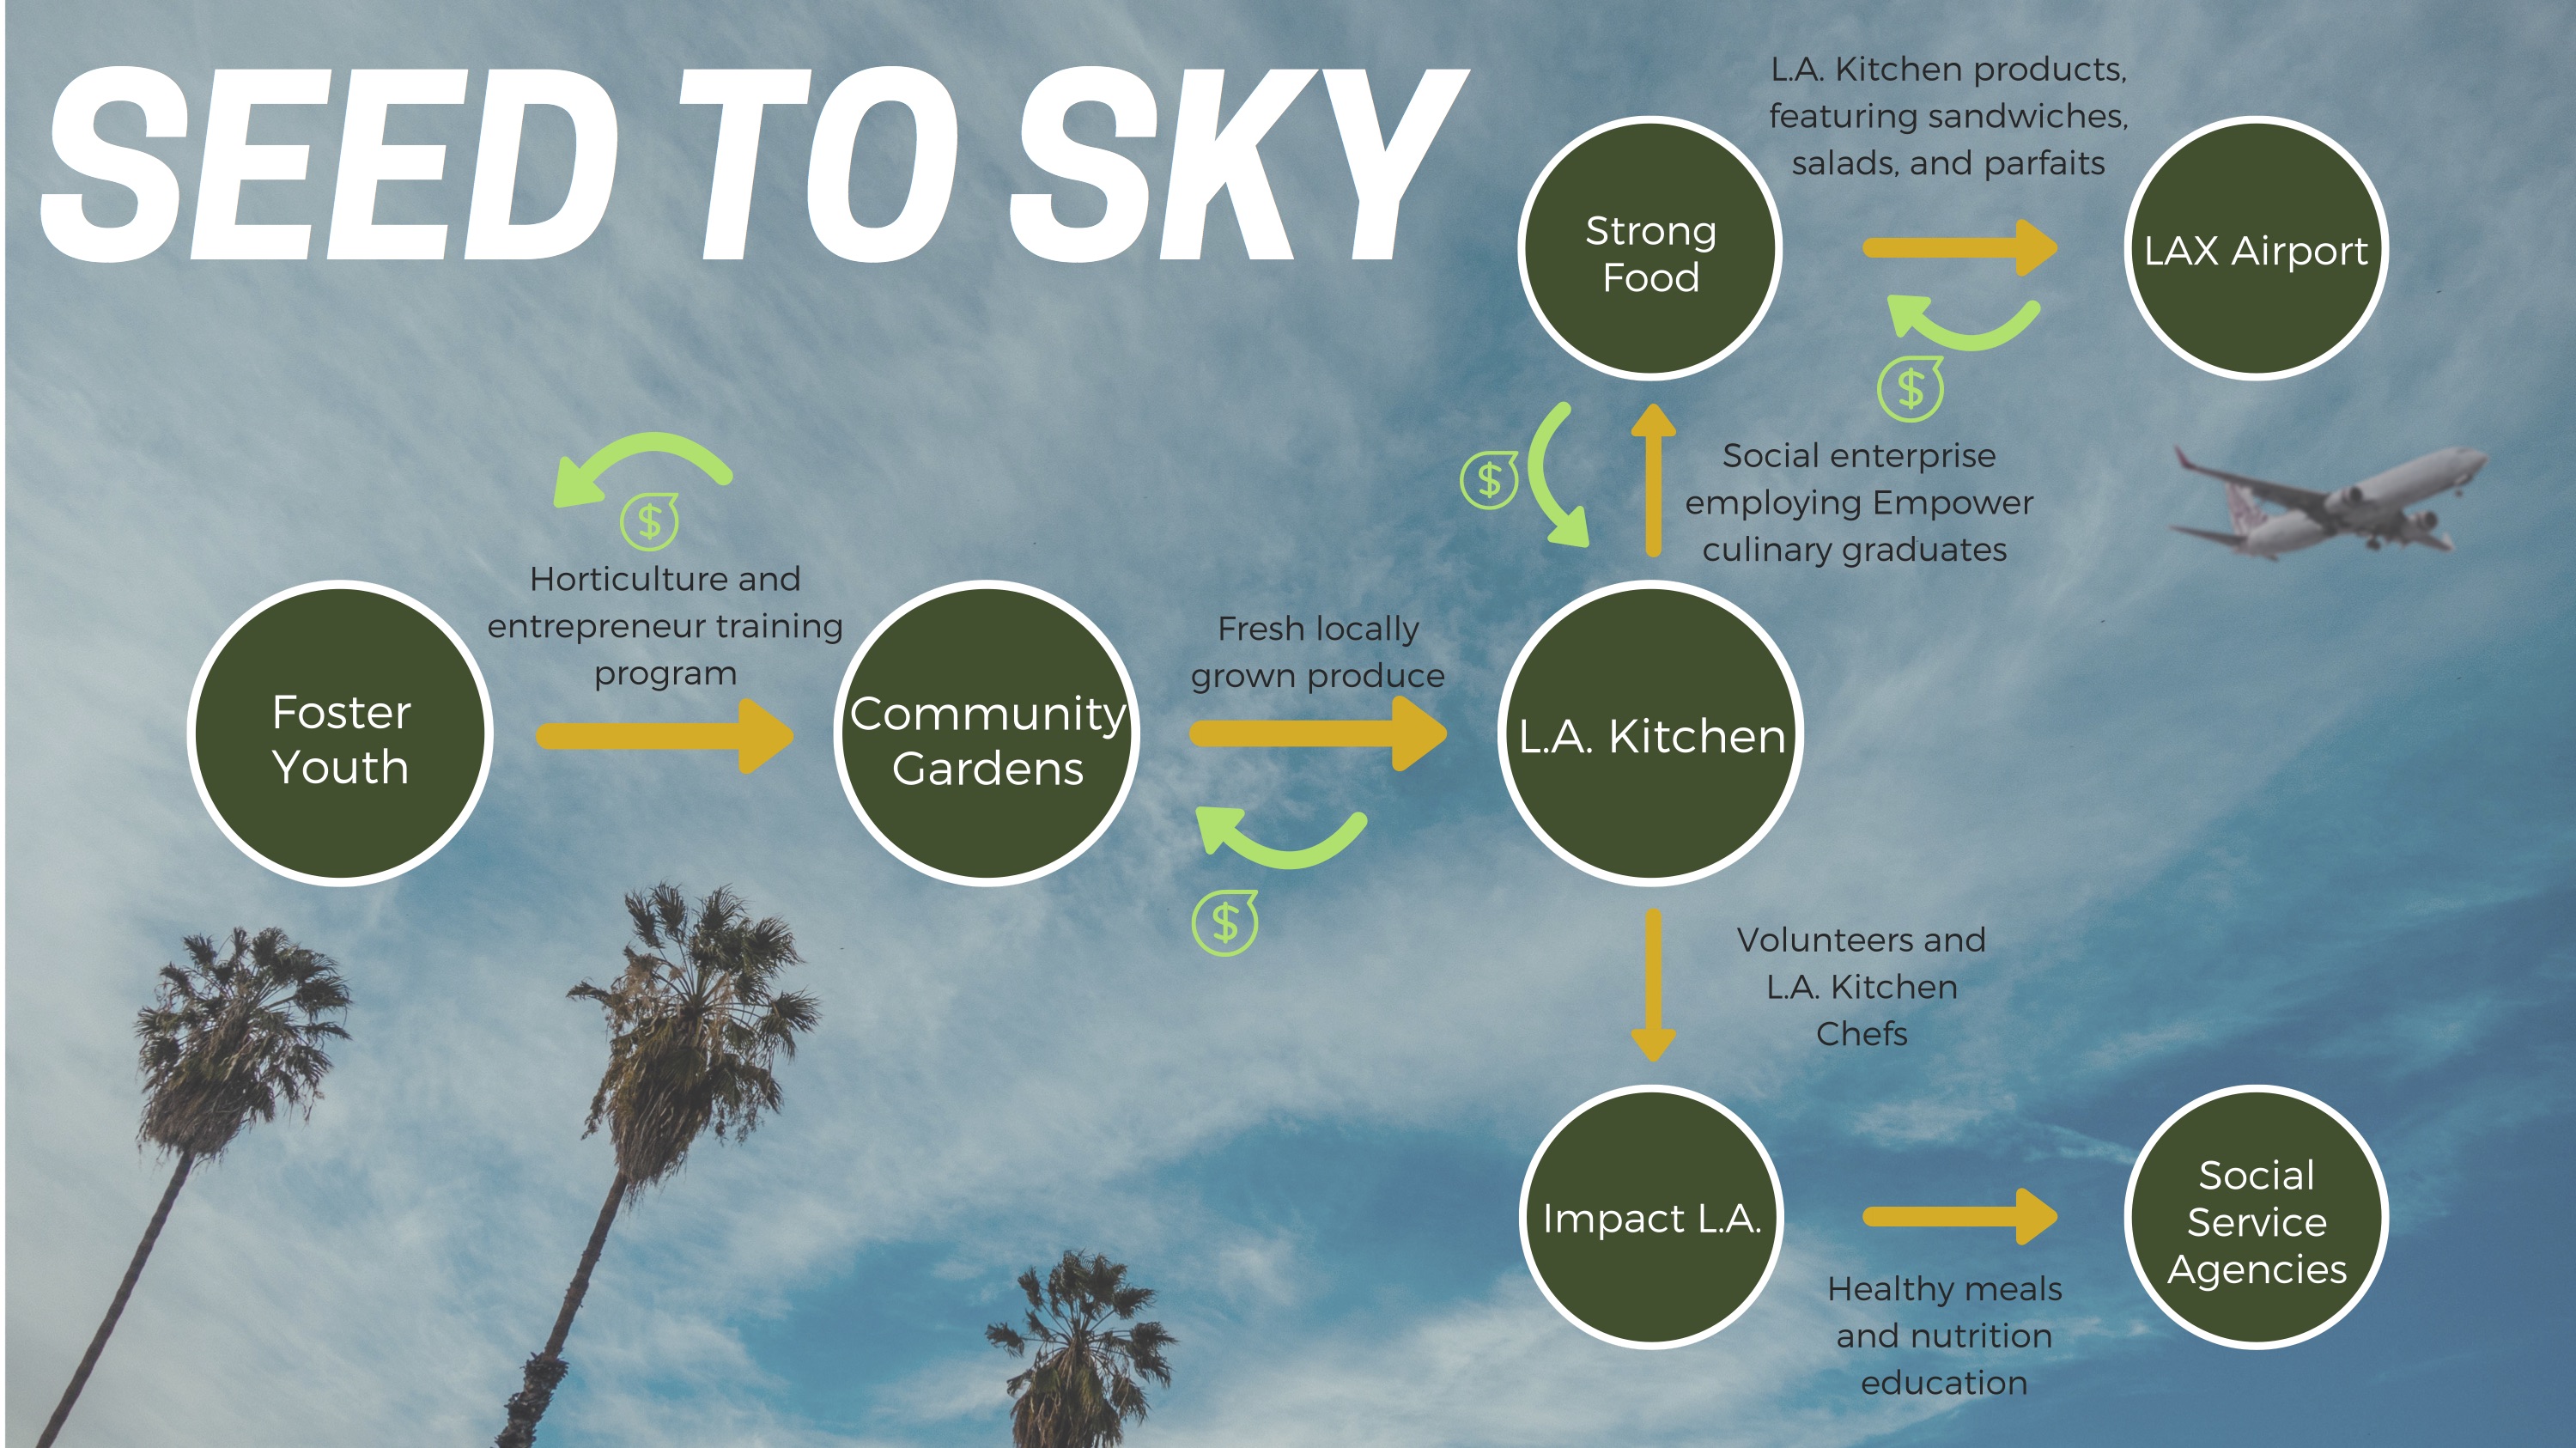 SEED TO SKY
L.A. Kitchen products,
featuring sandwiches,
salads, and parfaits
Strong
Food
LAX Airport
$
Social enterprise
employing Empower
culinary graduates
$
$
Horticulture and
entrepreneur training
program
Foster
Youth
Community
Gardens
Fresh locally
grown produce
L.A. Kitchen
$
Volunteers and
L.A. Kitchen
Chefs
Impact L.A.
Social
Service
Agencies
Healthy meals
and nutrition
education